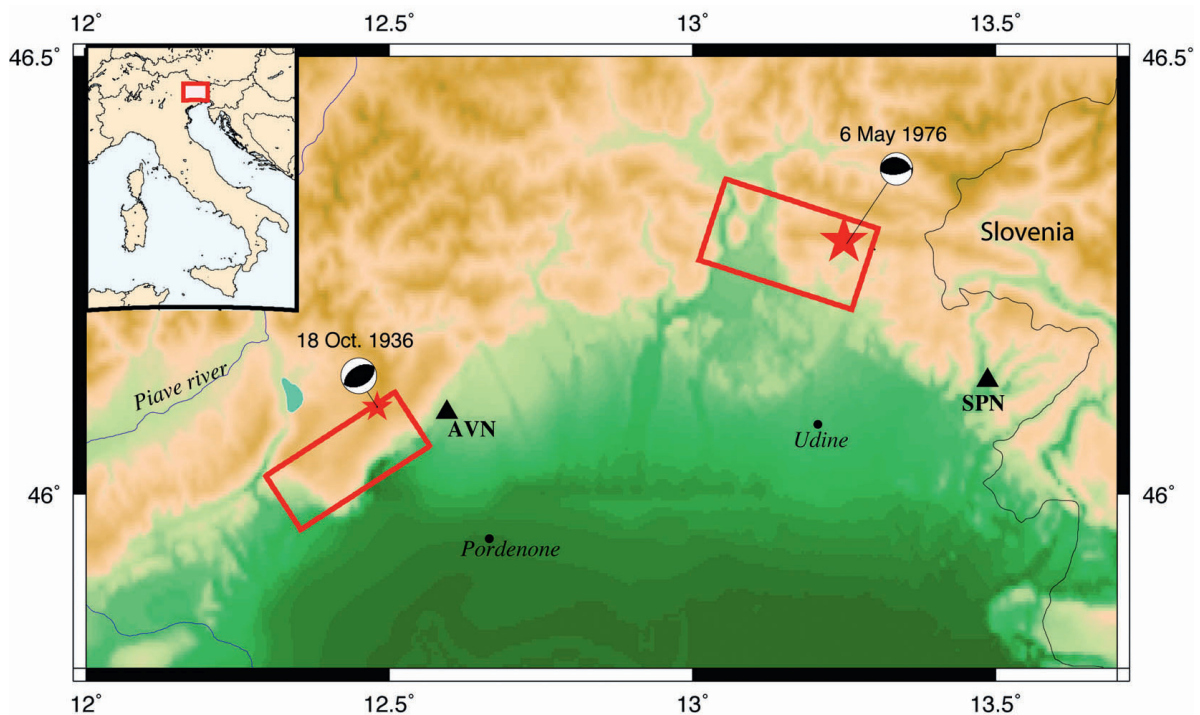 12°
12.5°
13°
13.5°
46.5°
46.5°
6 May 1976
Slovenia
18 Oct. 1936
Piave river
AVN
SPN
Udine
46°
46°
Pordenone
12°
12.5°
13°
13.5°